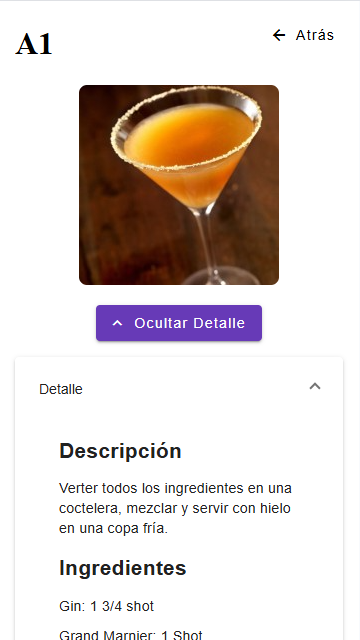 A1
Atrás
Ocultar Detalle
Detalle
Descripción
Verter todos los ingredientes en una
coctelera, mezclar y servir con hielo
en una copa fría.
Ingredientes
Gin: 1 3/4 shot
Grand Marnier: 1 Shot